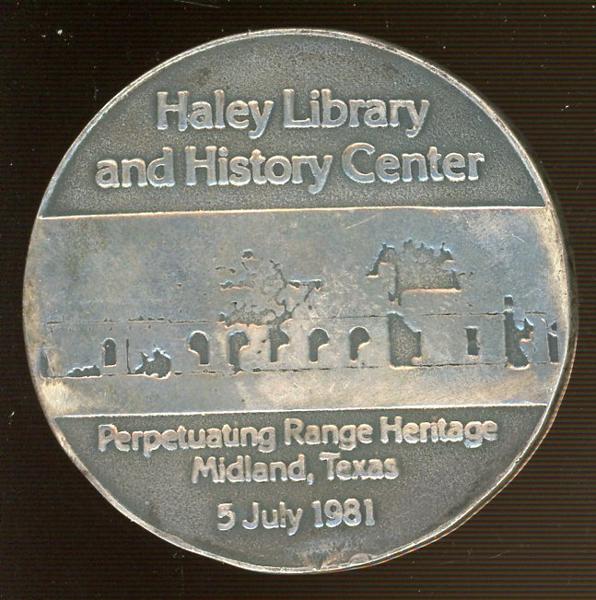 Haley Library
and History Center
Perpetuating Range Heritage
Midland, Texas
5 July 1981